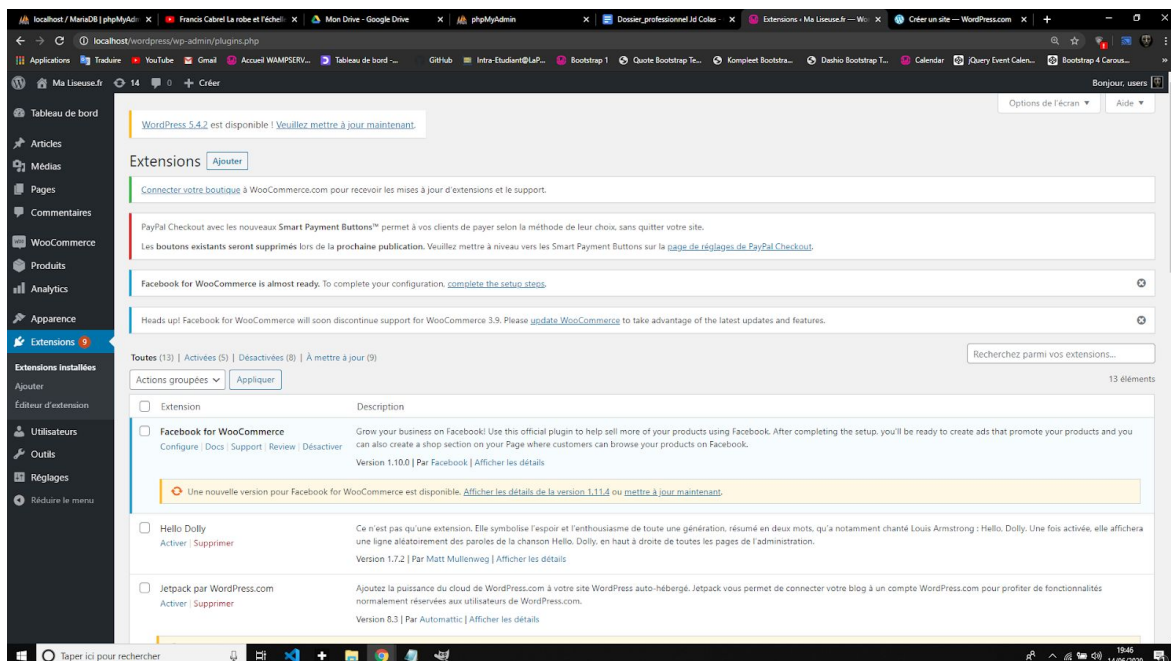 localhost / MariaDB | phpMyAdm
Francis Cabrel La robe et l'échelle
Mon Drive - Google Drive
phpMyAdmin
Dossier_professionnel Jd Colas -
Extensions ‹ Ma Liseuse.fr — Wo
Créer un site — WordPress.com
localhost/wordpress/wp-admin/plugins.php
Applications
Traduire
YouTube
Gmail
Accueil WAMPSERV...
Tableau de bord -...
GitHub
Intra-Etudiant@LaP...
Bootstrap 1
Quote Bootstrap Te...
Kompleet Bootstra...
Dashio Bootstrap T...
Calendar
jQuery Event Calen...
Bootstrap 4 Carous...
Ma Liseuse.fr
14
0
Créer
Bonjour, users
Tableau de bord
Articles
Médias
Pages
Commentaires
WooCommerce
Produits
Analytics
Apparence
Extensions 9
Extensions installées
Ajouter
Éditeur d'extension
Utilisateurs
Outils
Réglages
Réduire le menu
Options de l'écran
Aide
WordPress 5.4.2 est disponible ! Veuillez mettre à jour maintenant.
Extensions Ajouter
Connecter votre boutique à WooCommerce.com pour recevoir les mises à jour d'extensions et le support.
PayPal Checkout avec les nouveaux Smart Payment Buttons™ permet à vos clients de payer selon la méthode de leur choix, sans quitter votre site.
Les boutons existants seront supprimés lors de la prochaine publication. Veuillez mettre à niveau vers les Smart Payment Buttons sur la page de réglages de PayPal Checkout.
Facebook for WooCommerce is almost ready. To complete your configuration, complete the setup steps.
Heads up! Facebook for WooCommerce will soon discontinue support for WooCommerce 3.9. Please update WooCommerce to take advantage of the latest updates and features.
Toutes (13) | Activées (5) | Désactivées (8) | À mettre à jour (9)
Recherchez parmi vos extensions...
Actions groupées
Appliquer
13 éléments
Extension
Description
Facebook for WooCommerce
Configure | Docs | Support | Review | Désactiver
Grow your business on Facebook! Use this official plugin to help sell more of your products using Facebook. After completing the setup, you'll be ready to create ads that promote your products and you
can also create a shop section on your Page where customers can browse your products on Facebook.
Version 1.10.0 | Par Facebook | Afficher les détails
Une nouvelle version pour Facebook for WooCommerce est disponible. Afficher les détails de la version 1.11.4 ou mettre à jour maintenant.
Hello Dolly
Activer | Supprimer
Ce n'est pas qu'une extension. Elle symbolise l'espoir et l'enthousiasme de toute une génération, résumé en deux mots, qu'a notamment chanté Louis Armstrong : Hello, Dolly. Une fois activée, elle affichera
une ligne aléatoirement des paroles de la chanson Hello, Dolly, en haut à droite de toutes les pages de l'administration.
Version 1.7.2 | Par Matt Mullenweg | Afficher les détails
Jetpack par WordPress.com
Activer | Supprimer
Ajoutez la puissance du cloud de WordPress.com à votre site WordPress auto-hébergé. Jetpack vous permet de connecter votre blog à un compte WordPress.com pour profiter de fonctionnalités
normalement réservées aux utilisateurs de WordPress.com.
Version 8.3 | Par Automattic | Afficher les détails
Taper ici pour rechercher
19:46
14/06/2020